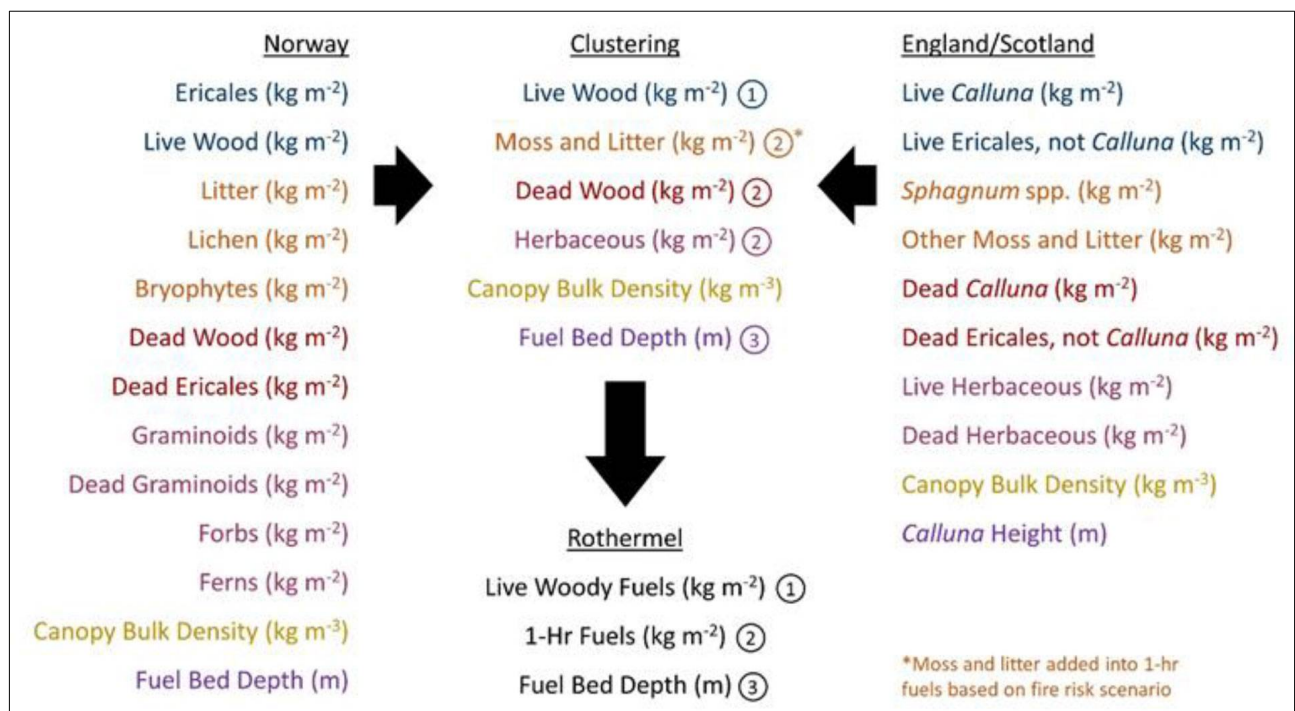 Norway
Ericales (kg m⁻²)
Live Wood (kg m⁻²)
Litter (kg m⁻²)
Lichen (kg m⁻²)
Bryophytes (kg m⁻²)
Dead Wood (kg m⁻²)
Dead Ericales (kg m⁻²)
Graminoids (kg m⁻²)
Dead Graminoids (kg m⁻²)
Forbs (kg m⁻²)
Ferns (kg m⁻²)
Canopy Bulk Density (kg m⁻³)
Fuel Bed Depth (m)
Clustering
Live Wood (kg m⁻²) ①
Moss and Litter (kg m⁻²) ②*
Dead Wood (kg m⁻²) ②
Herbaceous (kg m⁻²) ②
Canopy Bulk Density (kg m⁻³)
Fuel Bed Depth (m) ③
Rothermel
Live Woody Fuels (kg m⁻²) ①
1-Hr Fuels (kg m⁻²) ②
Fuel Bed Depth (m) ③
England/Scotland
Live Calluna (kg m⁻²)
Live Ericales, not Calluna (kg m⁻²)
Sphagnum spp. (kg m⁻²)
Other Moss and Litter (kg m⁻²)
Dead Calluna (kg m⁻²)
Dead Ericales, not Calluna (kg m⁻²)
Live Herbaceous (kg m⁻²)
Dead Herbaceous (kg m⁻²)
Canopy Bulk Density (kg m⁻³)
Calluna Height (m)
*Moss and litter added into 1-hr
fuels based on fire risk scenario